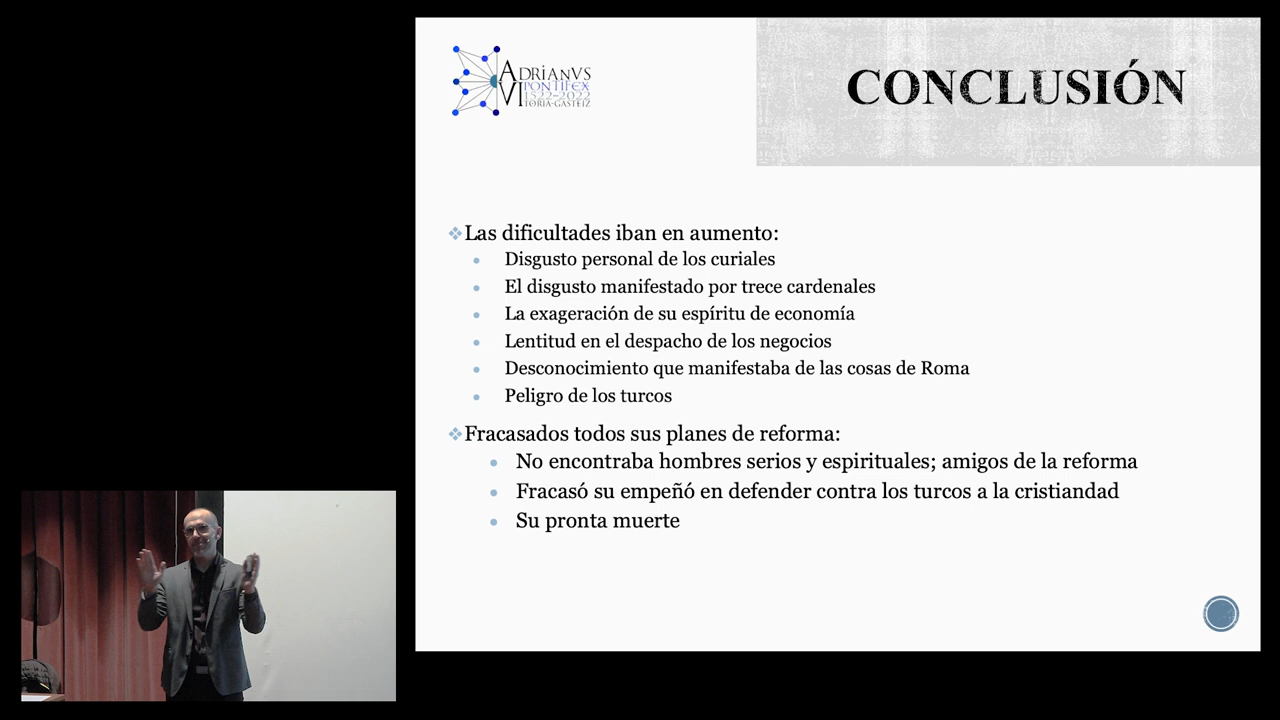 ADRIANVS
VI PONTIFEX
1522-2022
VITORIA-GASTEIZ
CONCLUSIÓN
Las dificultades iban en aumento:
Disgusto personal de los curiales
El disgusto manifestado por trece cardenales
La exageración de su espíritu de economía
Lentitud en el despacho de los negocios
Desconocimiento que manifestaba de las cosas de Roma
Peligro de los turcos
Fracasados todos sus planes de reforma:
No encontraba hombres serios y espirituales; amigos de la reforma
Fracasó su empeñó en defender contra los turcos a la cristiandad
Su pronta muerte